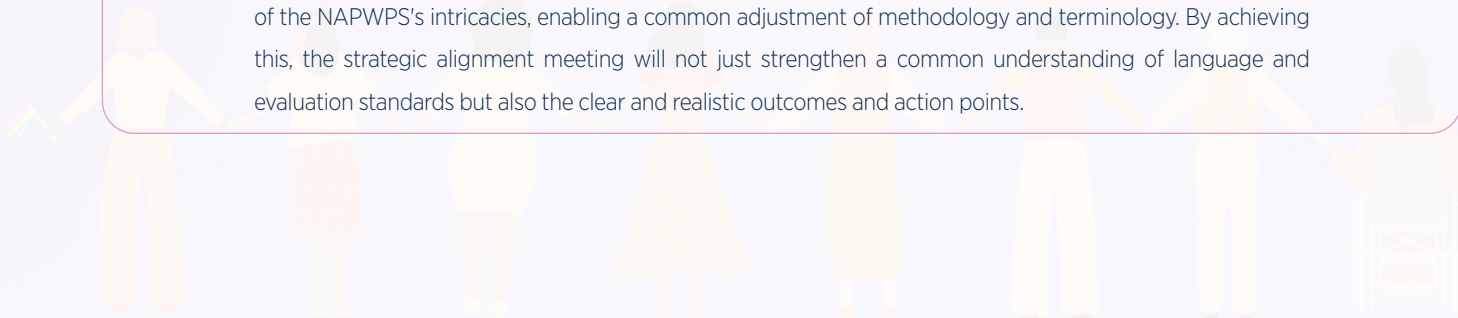 of the NAPWPS's intricacies, enabling a common adjustment of methodology and terminology. By achieving
this, the strategic alignment meeting will not just strengthen a common understanding of language and
evaluation standards but also the clear and realistic outcomes and action points.